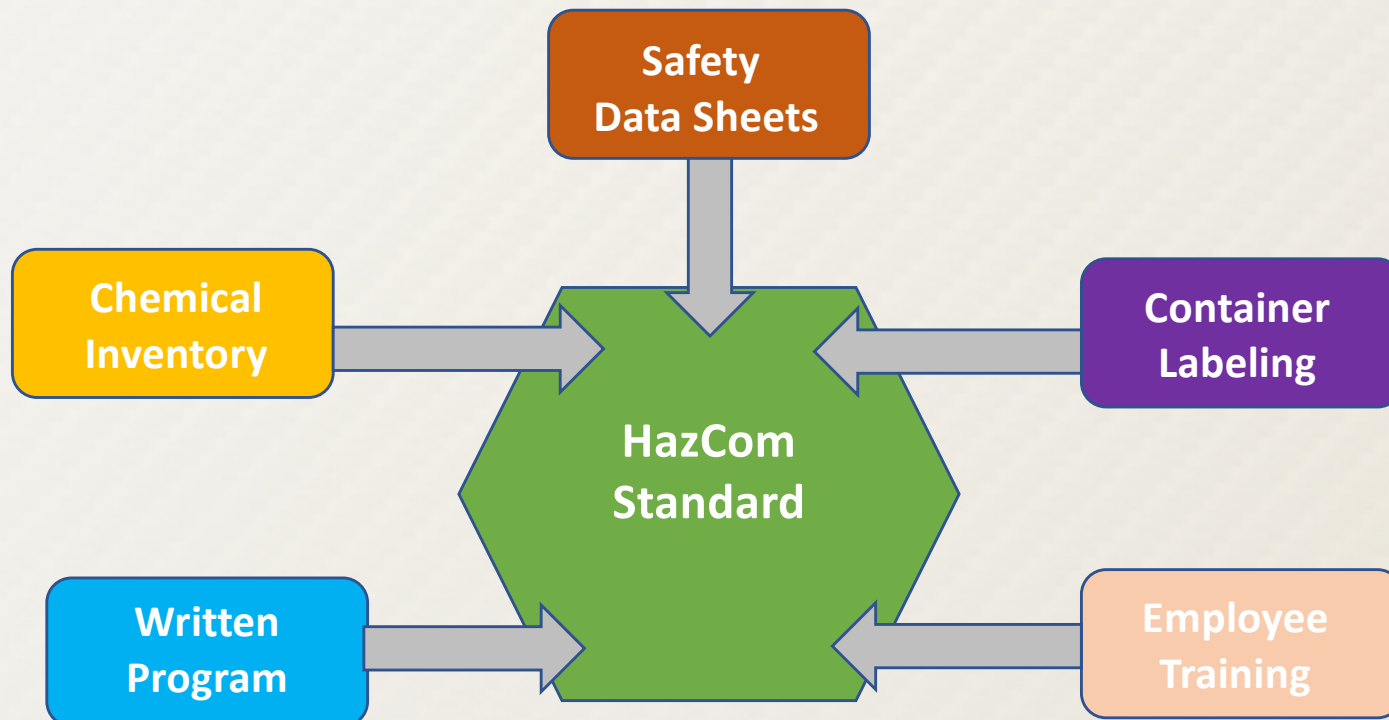 Safety
Data Sheets
Chemical
Inventory
Container
Labeling
HazCom
Standard
Written
Program
Employee
Training